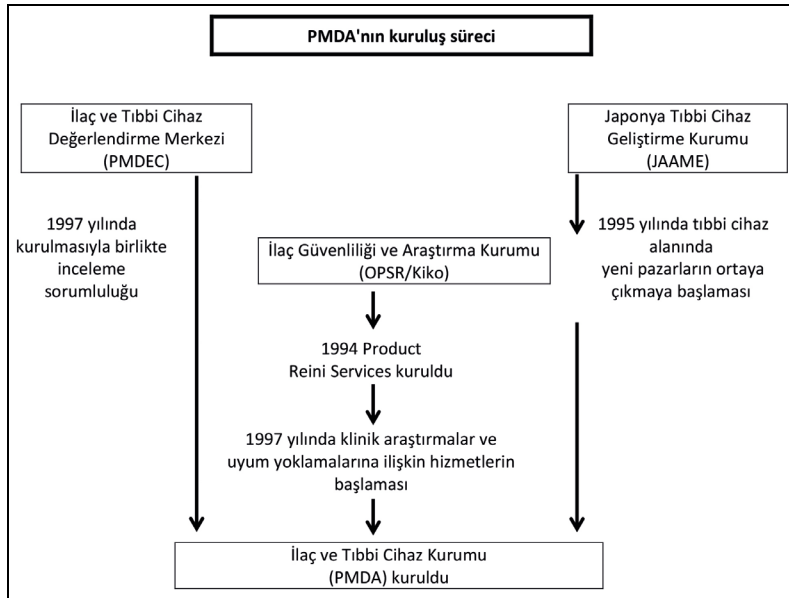 PMDA'nın kuruluş süreci
İlaç ve Tıbbi Cihaz
Değerlendirme Merkezi
(PMDEC)
Japonya Tıbbi Cihaz
Geliştirme Kurumu
(JAAME)
1997 yılında
kurulmasıyla birlikte
inceleme
sorumluluğu
İlaç Güvenliliği ve Araştırma Kurumu
(OPSR/Kiko)
1995 yılında tıbbi cihaz
alanında
yeni pazarların ortaya
çıkmaya başlaması
1994 Product
Reini Services kuruldu
1997 yılında klinik araştırmalar ve
uyum yoklamalarına ilişkin hizmetlerin
başlaması
İlaç ve Tıbbi Cihaz Kurumu
(PMDA) kuruldu